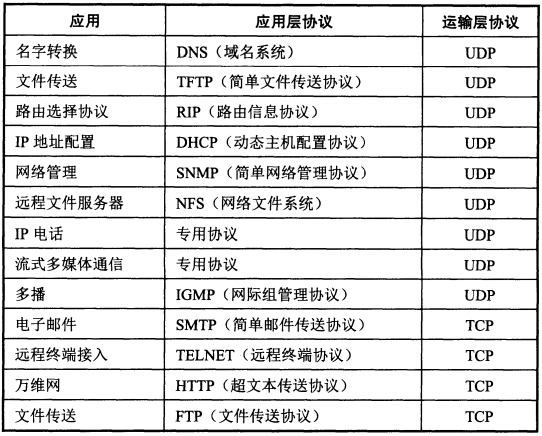 应用 应用层协议 运输层协议
名字转换 DNS（域名系统） UDP
文件传送 TFTP（简单文件传送协议） UDP
路由选择协议 RIP（路由信息协议） UDP
IP 地址配置 DHCP（动态主机配置协议） UDP
网络管理 SNMP（简单网络管理协议） UDP
远程文件服务器 NFS（网络文件系统） UDP
IP 电话 专用协议 UDP
流式多媒体通信 专用协议 UDP
多播 IGMP（网际组管理协议） UDP
电子邮件 SMTP（简单邮件传送协议） TCP
远程终端接入 TELNET（远程终端协议） TCP
万维网 HTTP（超文本传送协议） TCP
文件传送 FTP（文件传送协议） TCP